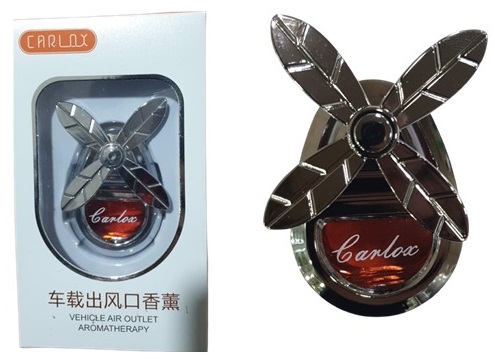 CARLOX
Carlox
车载出风口香薰
VEHICLE AIR OUTLET
AROMATHERAPY
Carlox